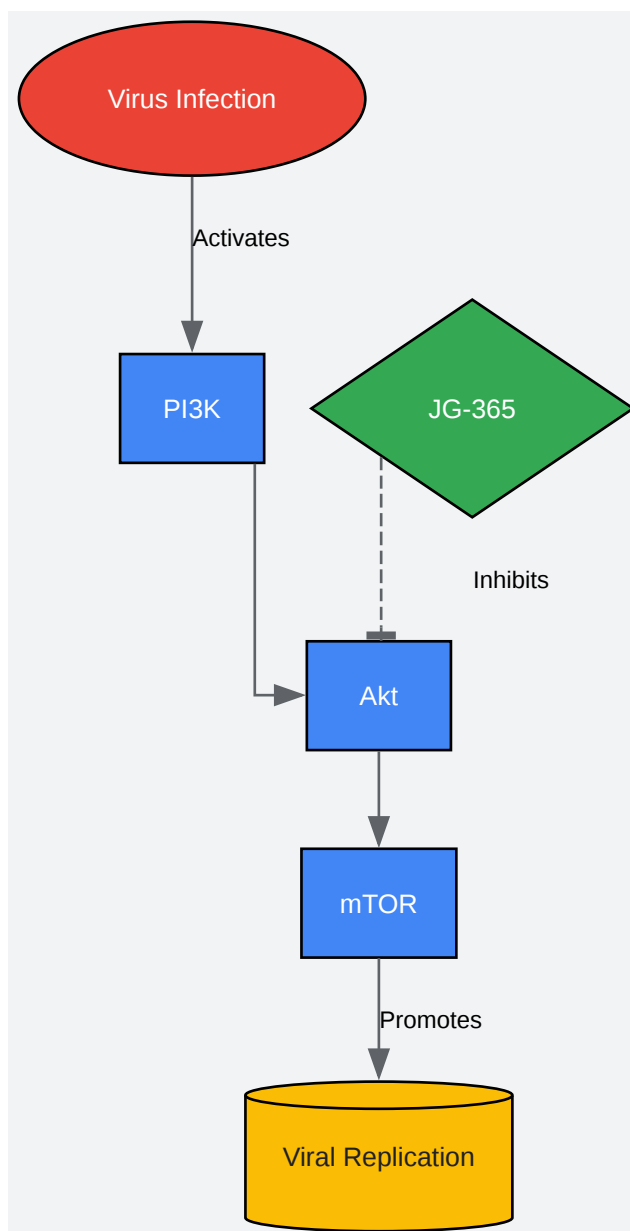 Virus Infection
Activates
PI3K
JG-365
Inhibits
Akt
mTOR
Promotes
Viral Replication